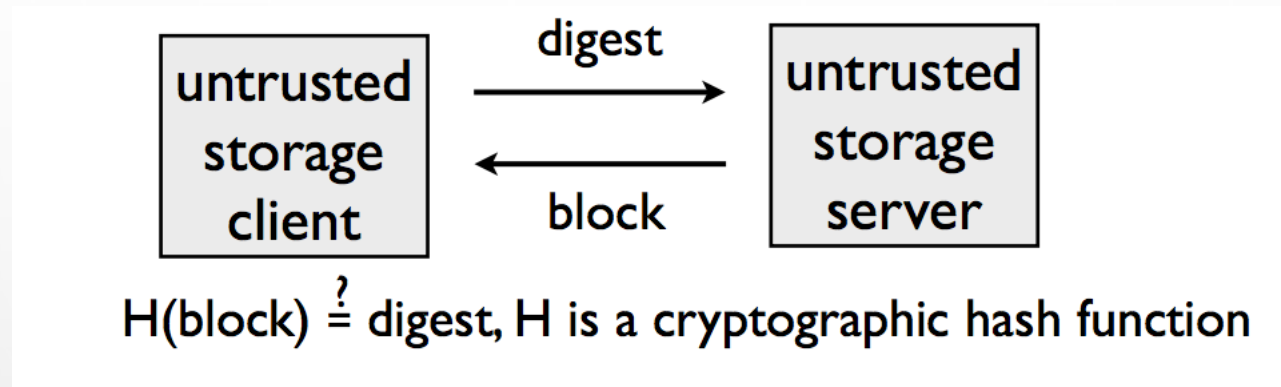 untrusted
storage
client
digest
block
untrusted
storage
server
H(block) ≟ digest, H is a cryptographic hash function